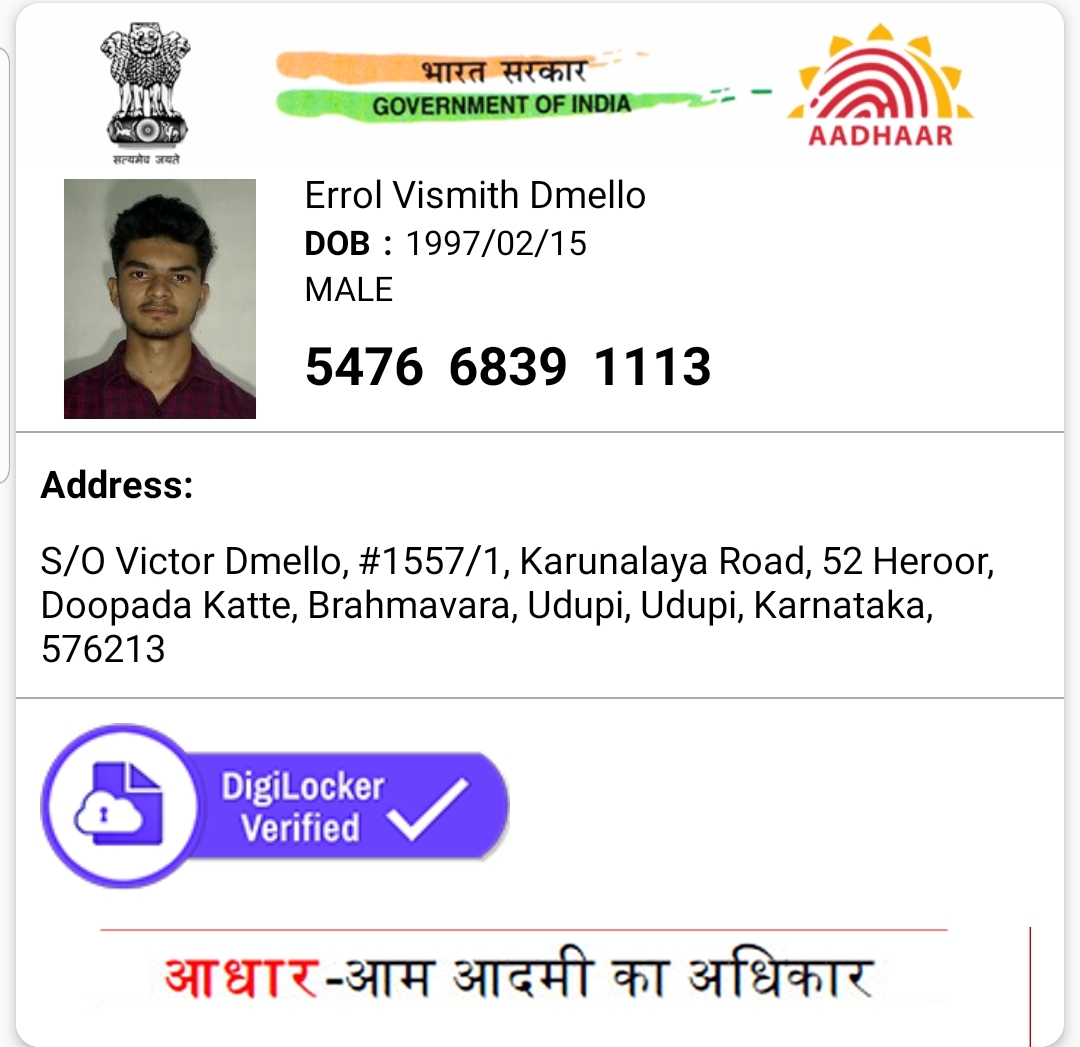 सत्यमेव जयते
भारत सरकार
GOVERNMENT OF INDIA
AADHAAR
Errol Vismith Dmello
DOB : 1997/02/15
MALE
5476 6839 1113
Address:
S/O Victor Dmello, #1557/1, Karunalaya Road, 52 Heroor,
Doopada Katte, Brahmavara, Udupi, Udupi, Karnataka,
576213
DigiLocker
Verified
आधार-आम आदमी का अधिकार